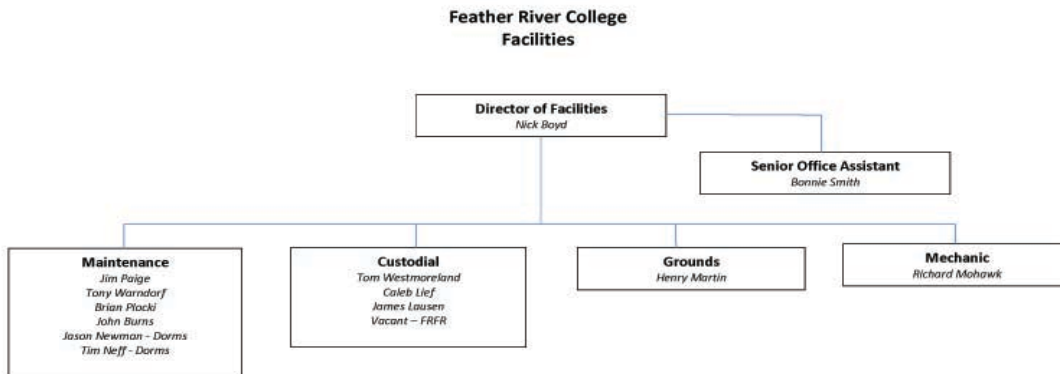 Feather River College
Facilities
Director of Facilities
Nick Boyd
Senior Office Assistant
Bonnie Smith
Maintenance
Jim Paige
Tony Warndorf
Brian Plocki
John Burns
Jason Newman - Dorms
Tim Neff - Dorms
Custodial
Tom Westmoreland
Caleb Lief
James Lausen
Vacant – FRFR
Grounds
Henry Martin
Mechanic
Richard Mohawk